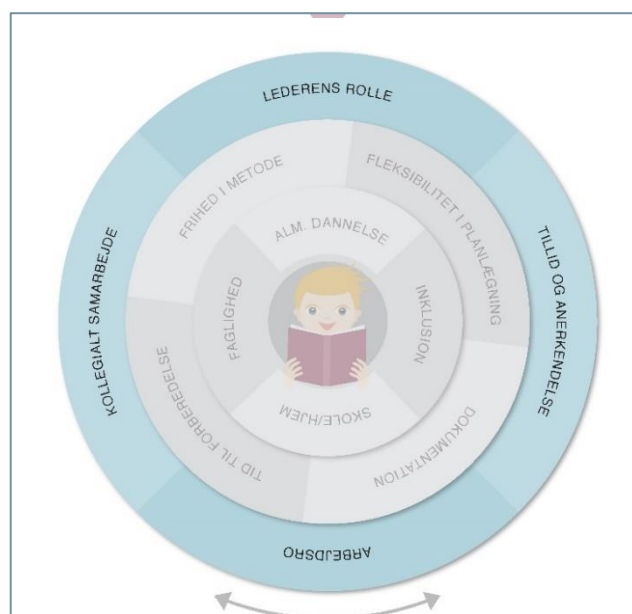 LEDERENS ROLLE
TILLID OG ANERKENDELSE
ARBEJDSRO
KOLLEGIALT SAMARBEJDE
FRIHED I METODE
FLEKSIBILITET I PLANLÆGNING
DOKUMENTATION
TID TIL FORBEREDELSE
ALM. DANNELSE
INKLUSION
SKOLE/HJEM
FAGLIGHED